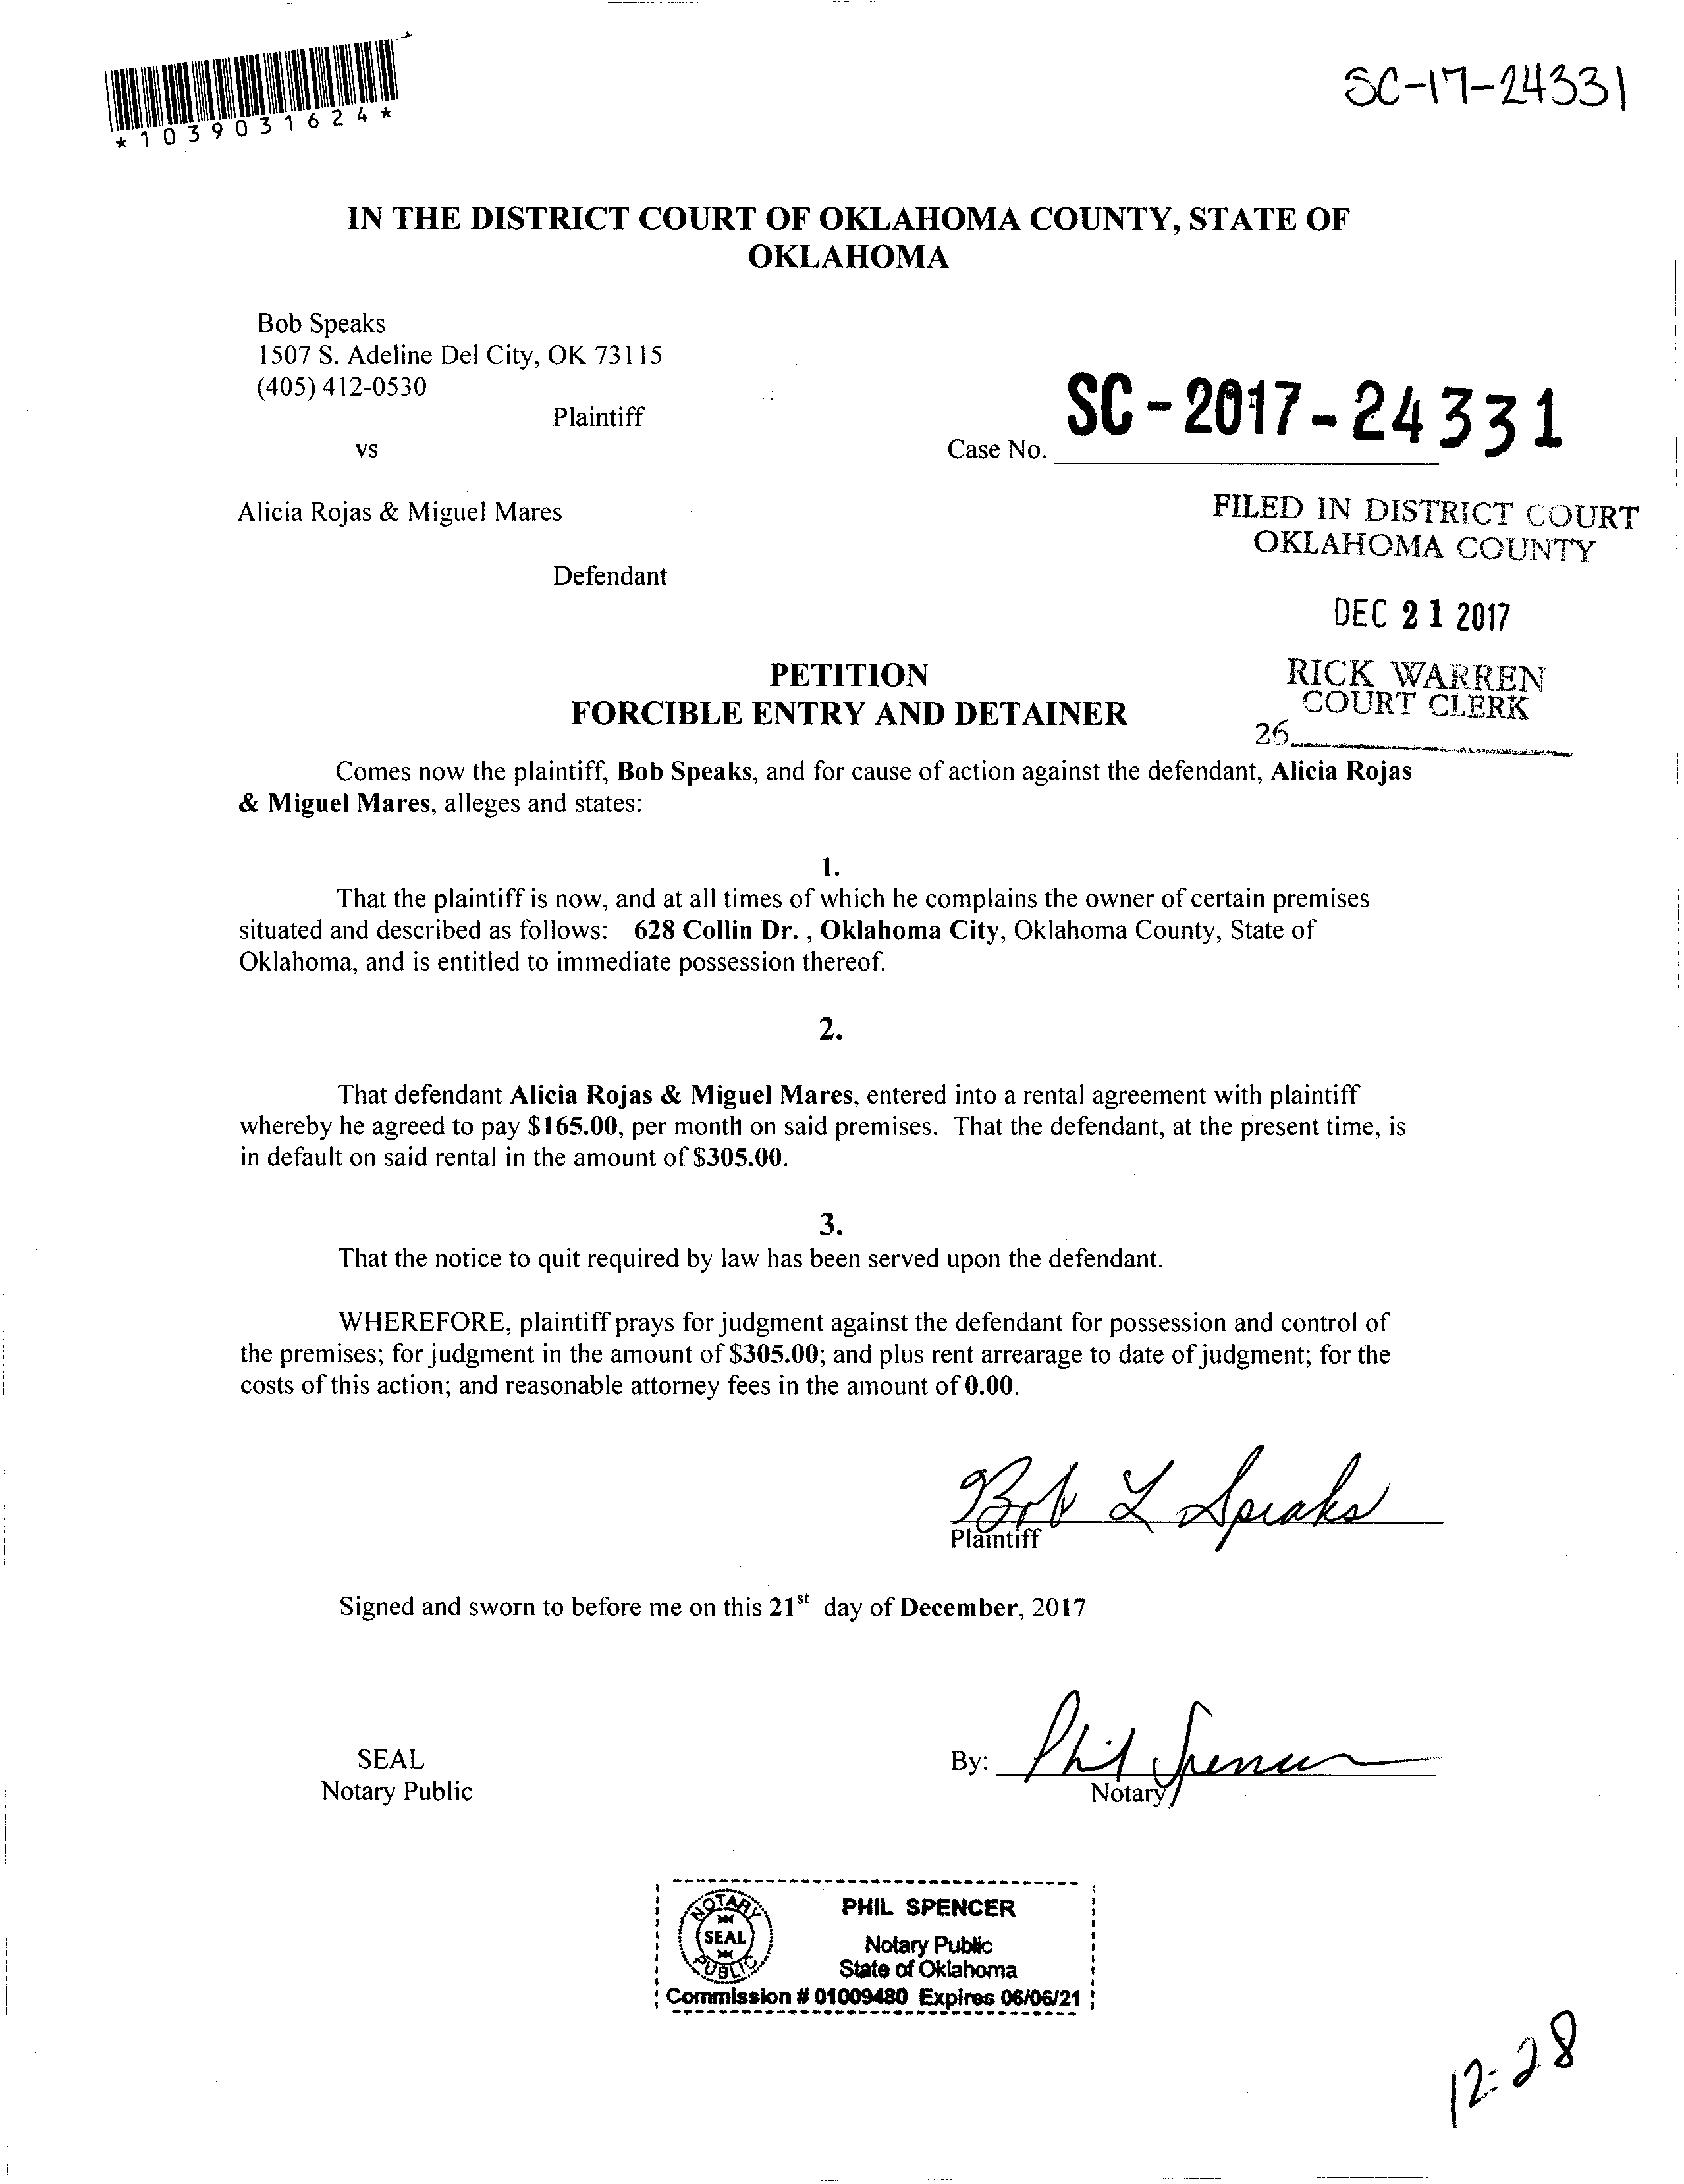 SC-17-24331
*1039031624*
IN THE DISTRICT COURT OF OKLAHOMA COUNTY, STATE OF
OKLAHOMA
Bob Speaks
1507 S. Adeline Del City, OK 73115
(405) 412-0530
Plaintiff
vs
Case No. SC-2017-24331
Alicia Rojas & Miguel Mares
Defendant
FILED IN DISTRICT COURT
OKLAHOMA COUNTY
DEC 21 2017
RICK WARREN
COURT CLERK
26
PETITION
FORCIBLE ENTRY AND DETAINER
Comes now the plaintiff, Bob Speaks, and for cause of action against the defendant, Alicia Rojas
& Miguel Mares, alleges and states:
1.
That the plaintiff is now, and at all times of which he complains the owner of certain premises
situated and described as follows: 628 Collin Dr. , Oklahoma City, Oklahoma County, State of
Oklahoma, and is entitled to immediate possession thereof.
2.
That defendant Alicia Rojas & Miguel Mares, entered into a rental agreement with plaintiff
whereby he agreed to pay $165.00, per month on said premises. That the defendant, at the present time, is
in default on said rental in the amount of $305.00.
3.
That the notice to quit required by law has been served upon the defendant.
WHEREFORE, plaintiff prays for judgment against the defendant for possession and control of
the premises; for judgment in the amount of $305.00; and plus rent arrearage to date of judgment; for the
costs of this action; and reasonable attorney fees in the amount of 0.00.
Bob L Speaks
Plaintiff
Signed and sworn to before me on this 21st day of December, 2017
SEAL
Notary Public
By: Phil Spencer
Notary
NOTARY
SEAL
PUBLIC
PHIL SPENCER
Notary Public
State of Oklahoma
Commission # 01009480 Expires 06/06/21
12:28